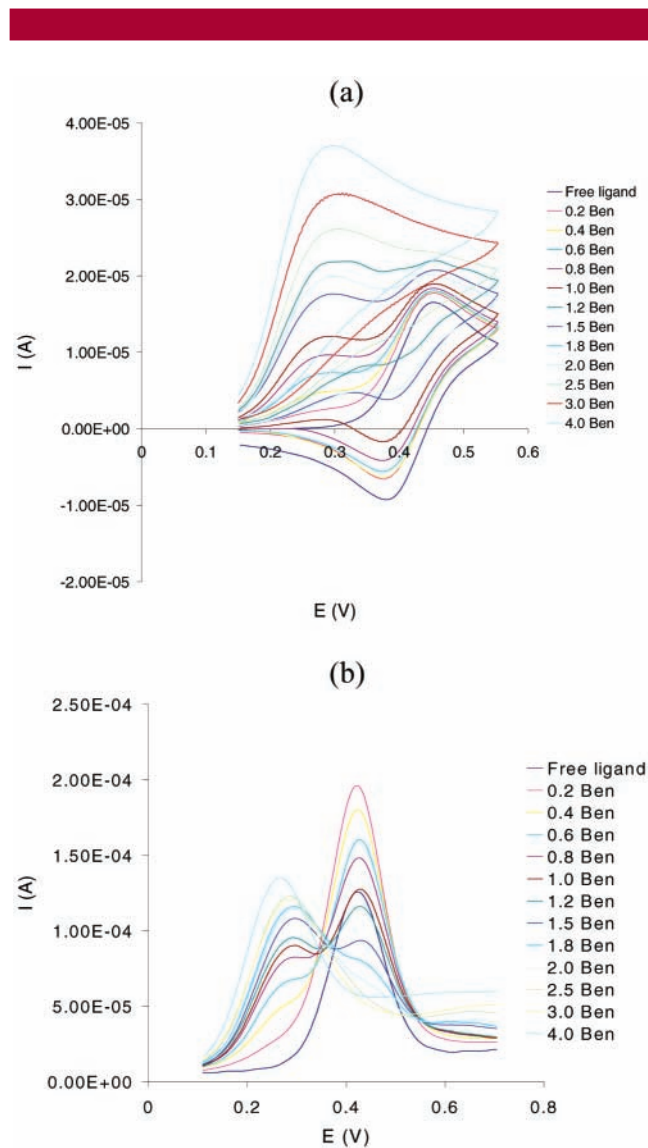 (a)
4.00E-05
3.00E-05
2.00E-05
1.00E-05
0.00E+00
-1.00E-05
-2.00E-05
I (A)
0
0.1
0.2
0.3
0.4
0.5
0.6
E (V)
Free ligand
0.2 Ben
0.4 Ben
0.6 Ben
0.8 Ben
1.0 Ben
1.2 Ben
1.5 Ben
1.8 Ben
2.0 Ben
2.5 Ben
3.0 Ben
4.0 Ben
(b)
2.50E-04
2.00E-04
1.50E-04
1.00E-04
5.00E-05
0.00E+00
I (A)
0
0.2
0.4
0.6
0.8
E (V)
Free ligand
0.2 Ben
0.4 Ben
0.6 Ben
0.8 Ben
1.0 Ben
1.2 Ben
1.5 Ben
1.8 Ben
2.0 Ben
2.5 Ben
3.0 Ben
4.0 Ben